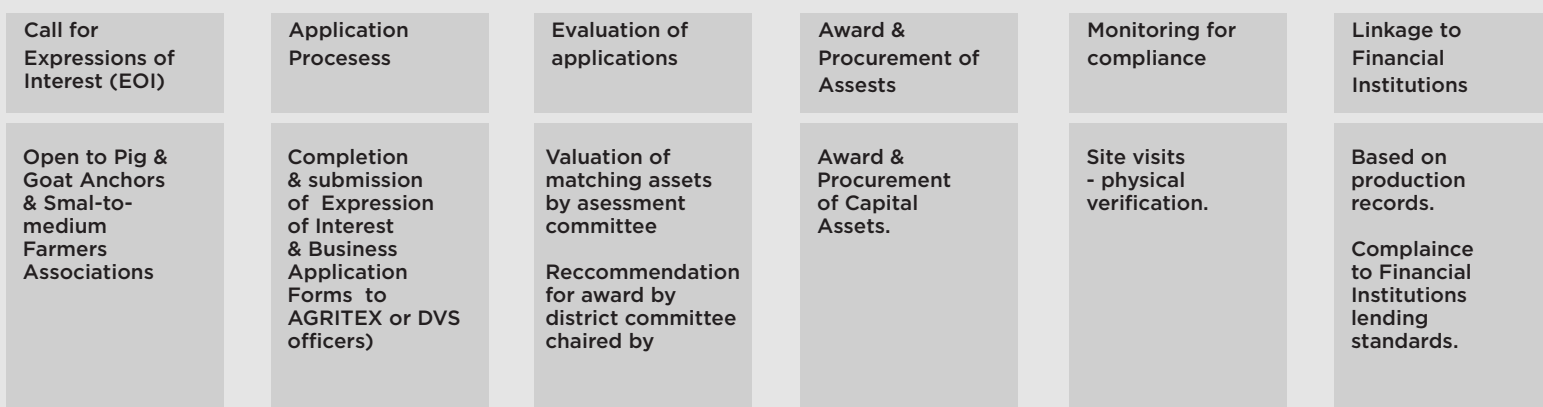 Call for
Expressions of
Interest (EOI)
Application
Procesess
Evaluation of
applications
Award &
Procurement of
Assests
Monitoring for
compliance
Linkage to
Financial
Institutions
Open to Pig &
Goat Anchors
& Smal-to-
medium
Farmers
Associations
Completion
& submission
of Expression
of Interest
& Business
Application
Forms to
AGRITEX or DVS
officers)
Valuation of
matching assets
by asessment
committee
Reccommendation
for award by
district committee
chaired by
Award &
Procurement
of Capital
Assets.
Site visits
- physical
verification.
Based on
production
records.
Complaince
to Financial
Institutions
lending
standards.